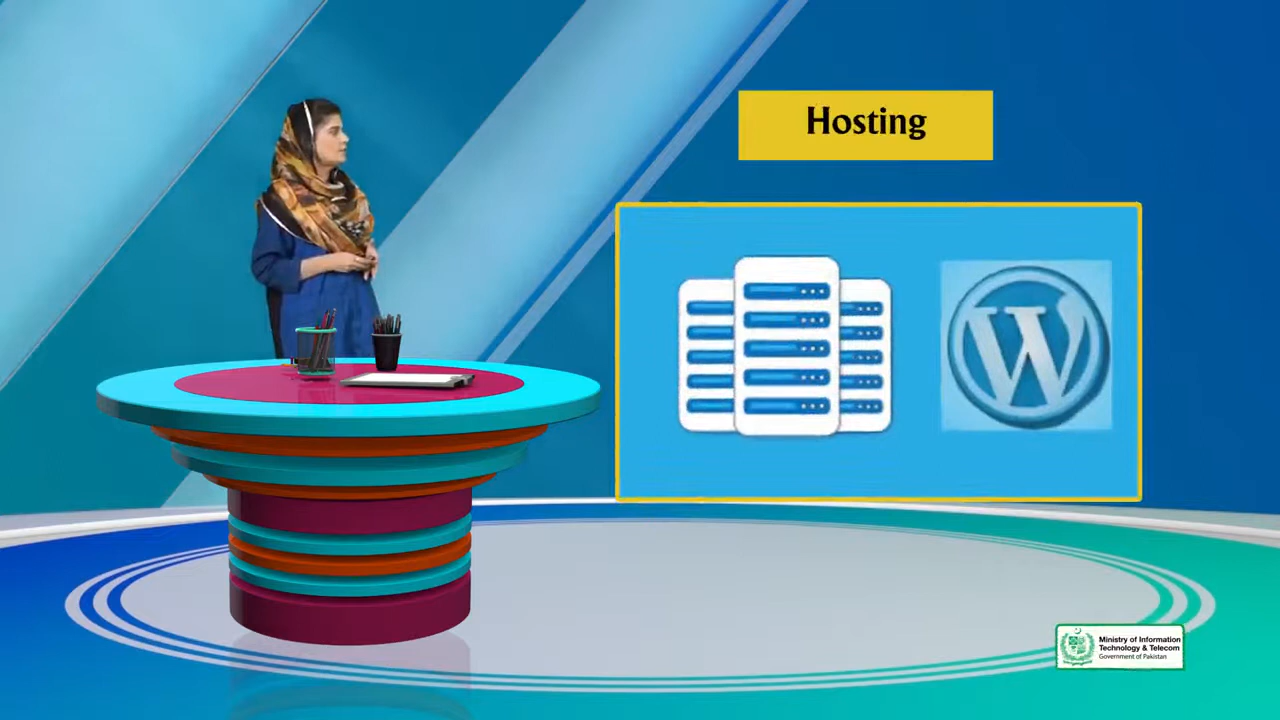 Hosting
W
Ministry of Information
Technology & Telecom
Government of Pakistan